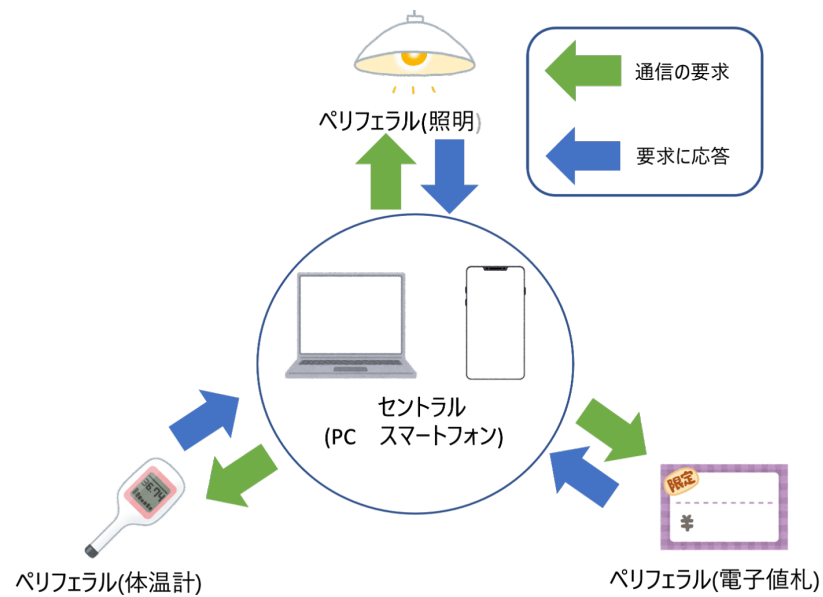 通信の要求
要求に応答
ペリフェラル(照明)
セントラル
(PC　スマートフォン)
36.74
限定
¥
ペリフェラル(体温計)
ペリフェラル(電子値札)